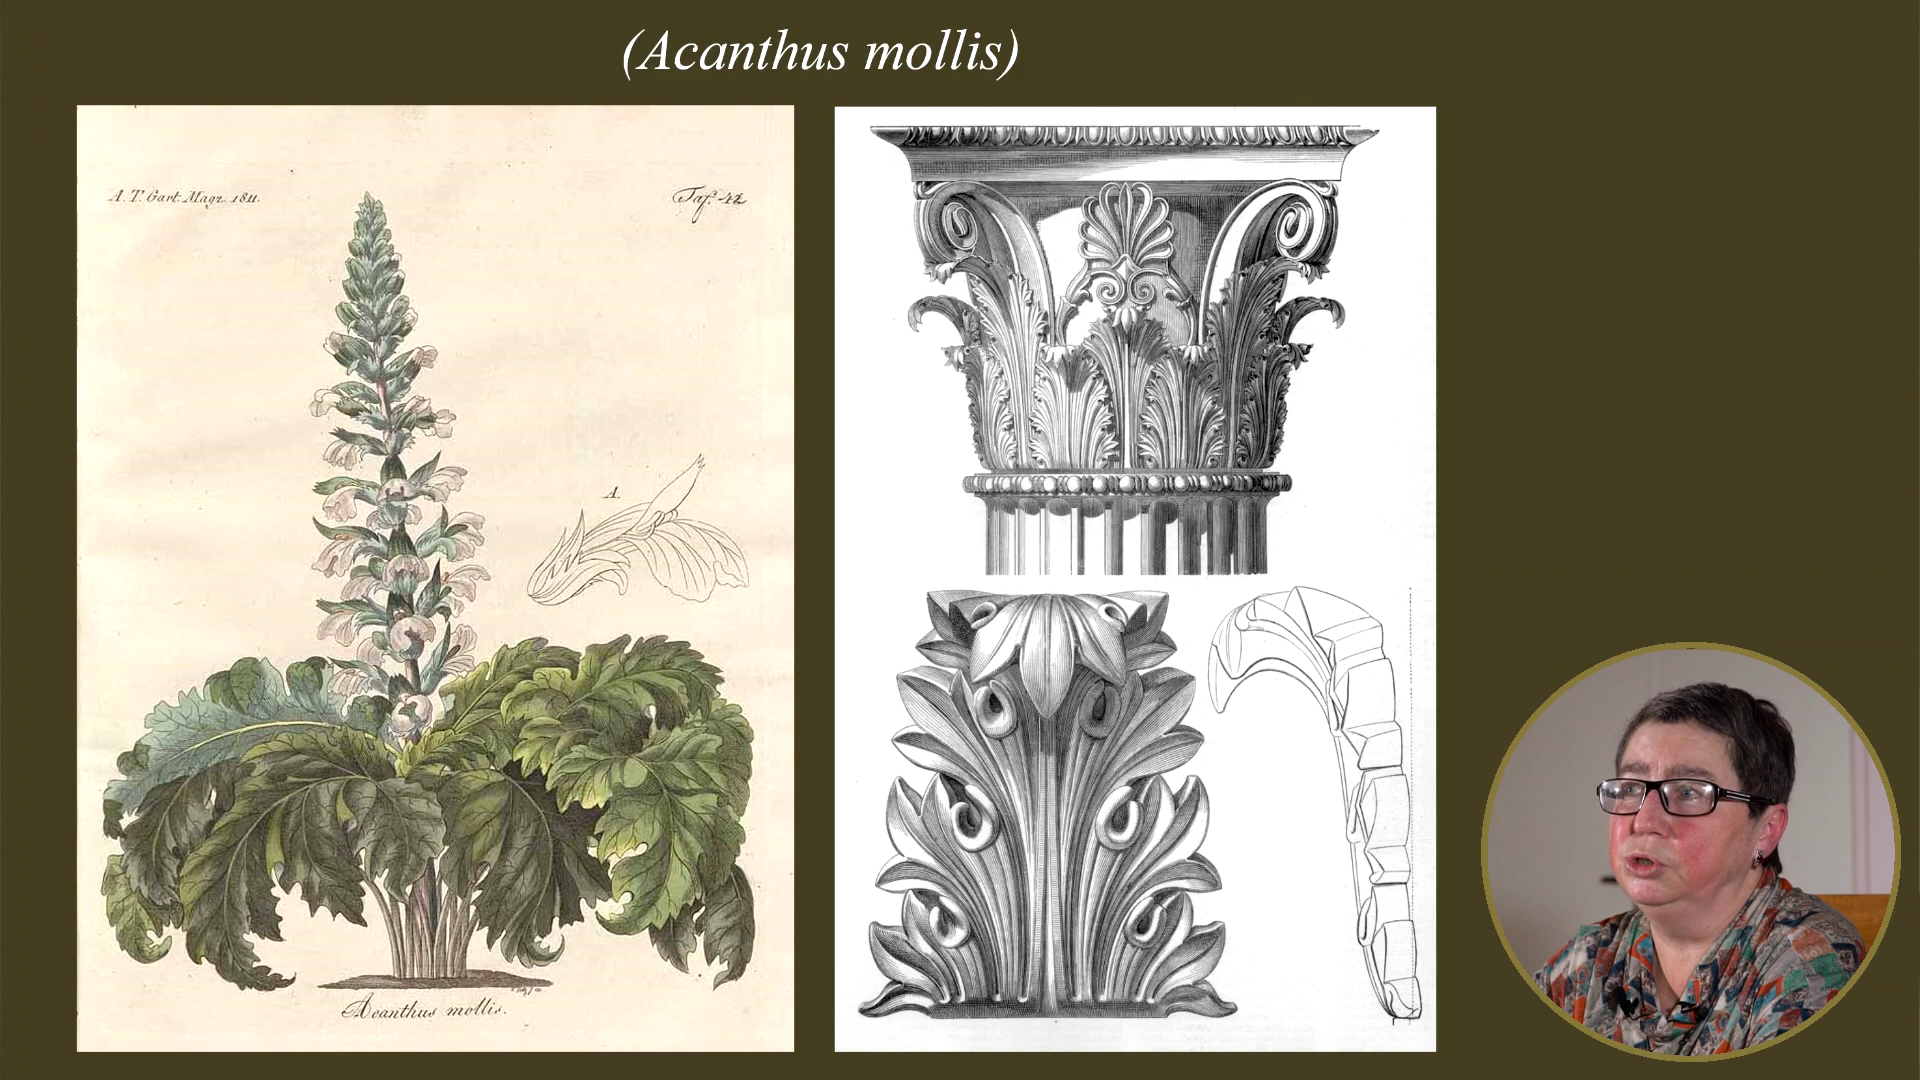 (Acanthus mollis)
A. T. Gart. Magz. 1811.
Taf. 42
A.
Acanthus mollis.